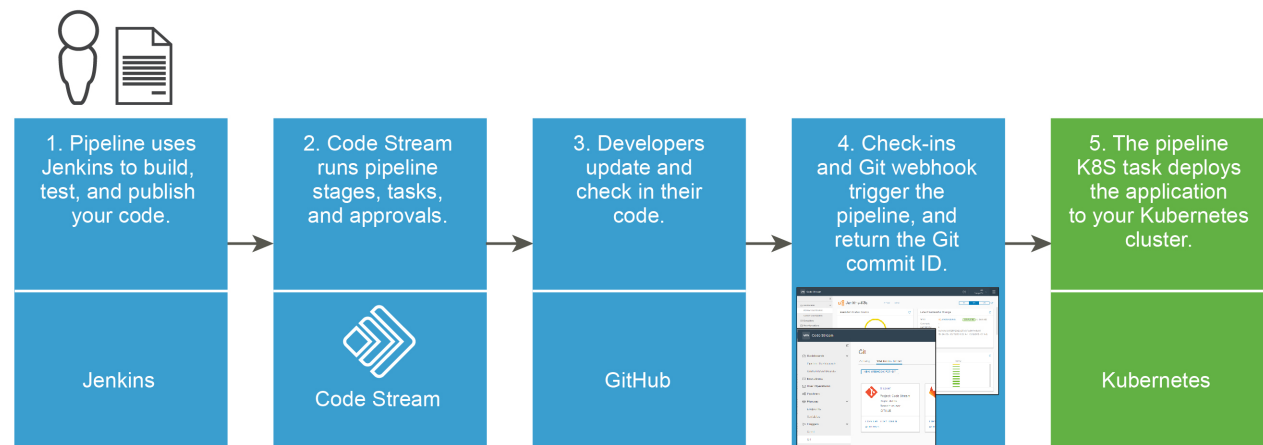 1. Pipeline uses
Jenkins to build,
test, and publish
your code.
2. Code Stream
runs pipeline
stages, tasks,
and approvals.
3. Developers
update and
check in their
code.
4. Check-ins
and Git webhook
trigger the
pipeline, and
return the Git
commit ID.
5. The pipeline
K8S task deploys
the application
to your Kubernetes
cluster.
Jenkins
Code Stream
GitHub
Code Stream
Git
Kubernetes